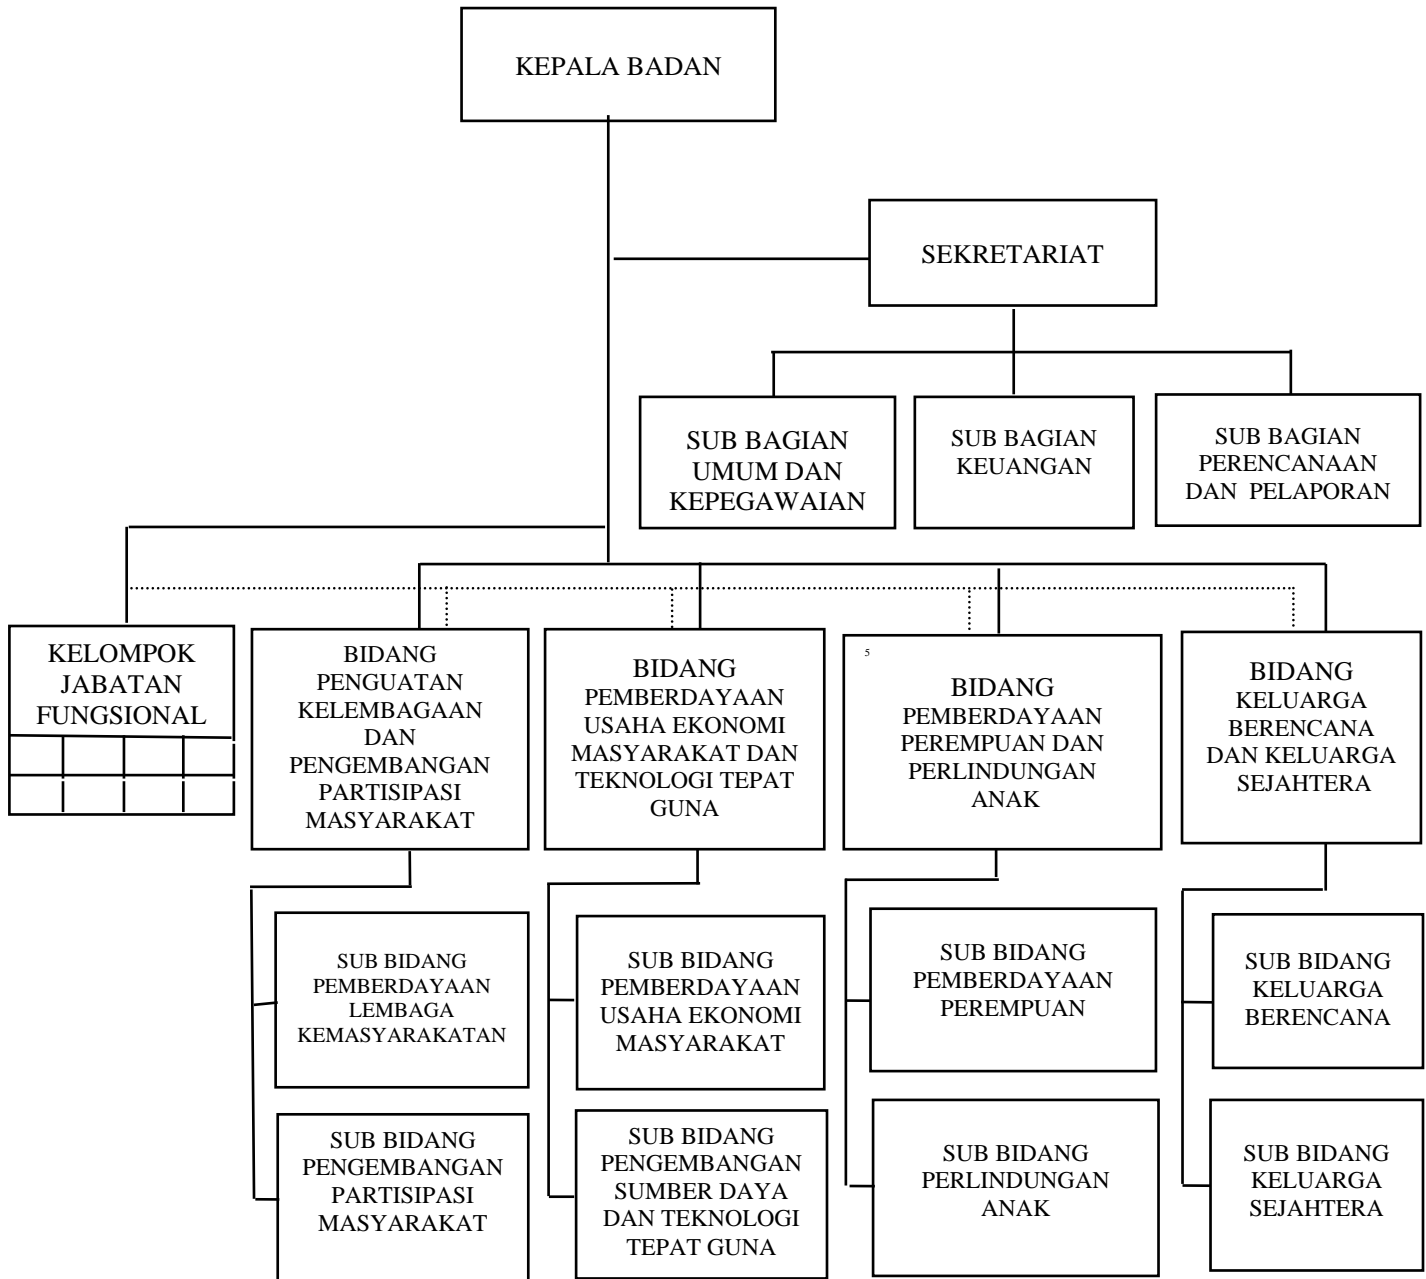 KEPALA BADAN
SEKRETARIAT
SUB BAGIAN
UMUM DAN
KEPEGAWAIAN
SUB BAGIAN
KEUANGAN
SUB BAGIAN
PERENCANAAN
DAN PELAPORAN
KELOMPOK
JABATAN
FUNGSIONAL
BIDANG
PENGUATAN
KELEMBAGAAN
DAN
PENGEMBANGAN
PARTISIPASI
MASYARAKAT
BIDANG
PEMBERDAYAAN
USAHA EKONOMI
MASYARAKAT DAN
TEKNOLOGI TEPAT
GUNA
5
BIDANG
PEMBERDAYAAN
PEREMPUAN DAN
PERLINDUNGAN
ANAK
BIDANG
KELUARGA
BERENCANA
DAN KELUARGA
SEJAHTERA
SUB BIDANG
PEMBERDAYAAN
LEMBAGA
KEMASYARAKATAN
SUB BIDANG
PEMBERDAYAAN
USAHA EKONOMI
MASYARAKAT
SUB BIDANG
PEMBERDAYAAN
PEREMPUAN
SUB BIDANG
KELUARGA
BERENCANA
SUB BIDANG
PENGEMBANGAN
PARTISIPASI
MASYARAKAT
SUB BIDANG
PENGEMBANGAN
SUMBER DAYA
DAN TEKNOLOGI
TEPAT GUNA
SUB BIDANG
PERLINDUNGAN
ANAK
SUB BIDANG
KELUARGA
SEJAHTERA